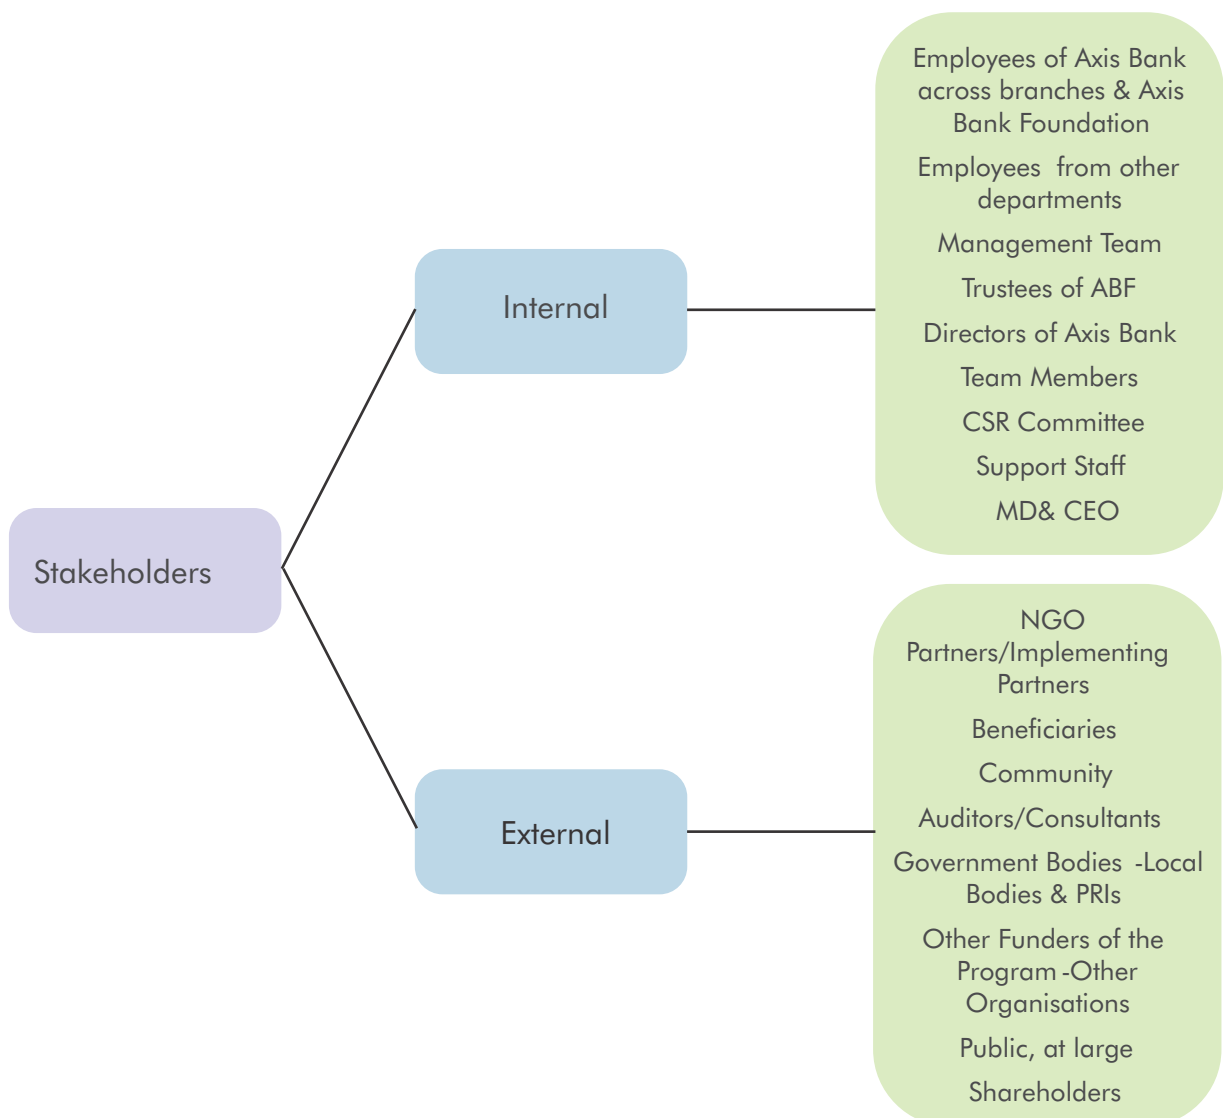 Stakeholders
Internal
Employees of Axis Bank
across branches & Axis
Bank Foundation
Employees from other
departments
Management Team
Trustees of ABF
Directors of Axis Bank
Team Members
CSR Committee
Support Staff
MD& CEO
External
NGO
Partners/Implementing
Partners
Beneficiaries
Community
Auditors/Consultants
Government Bodies -Local
Bodies & PRIs
Other Funders of the
Program -Other
Organisations
Public, at large
Shareholders